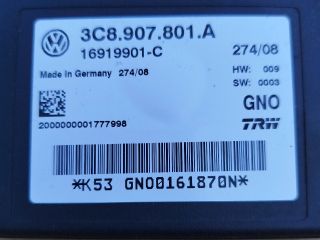 3C8.907.801.A
16919901-C
274/08
Made in Germany 274/08
HW: 009
SW: 0003
GNO
2000000001777998
TRW
*K53 GNO0161870N*